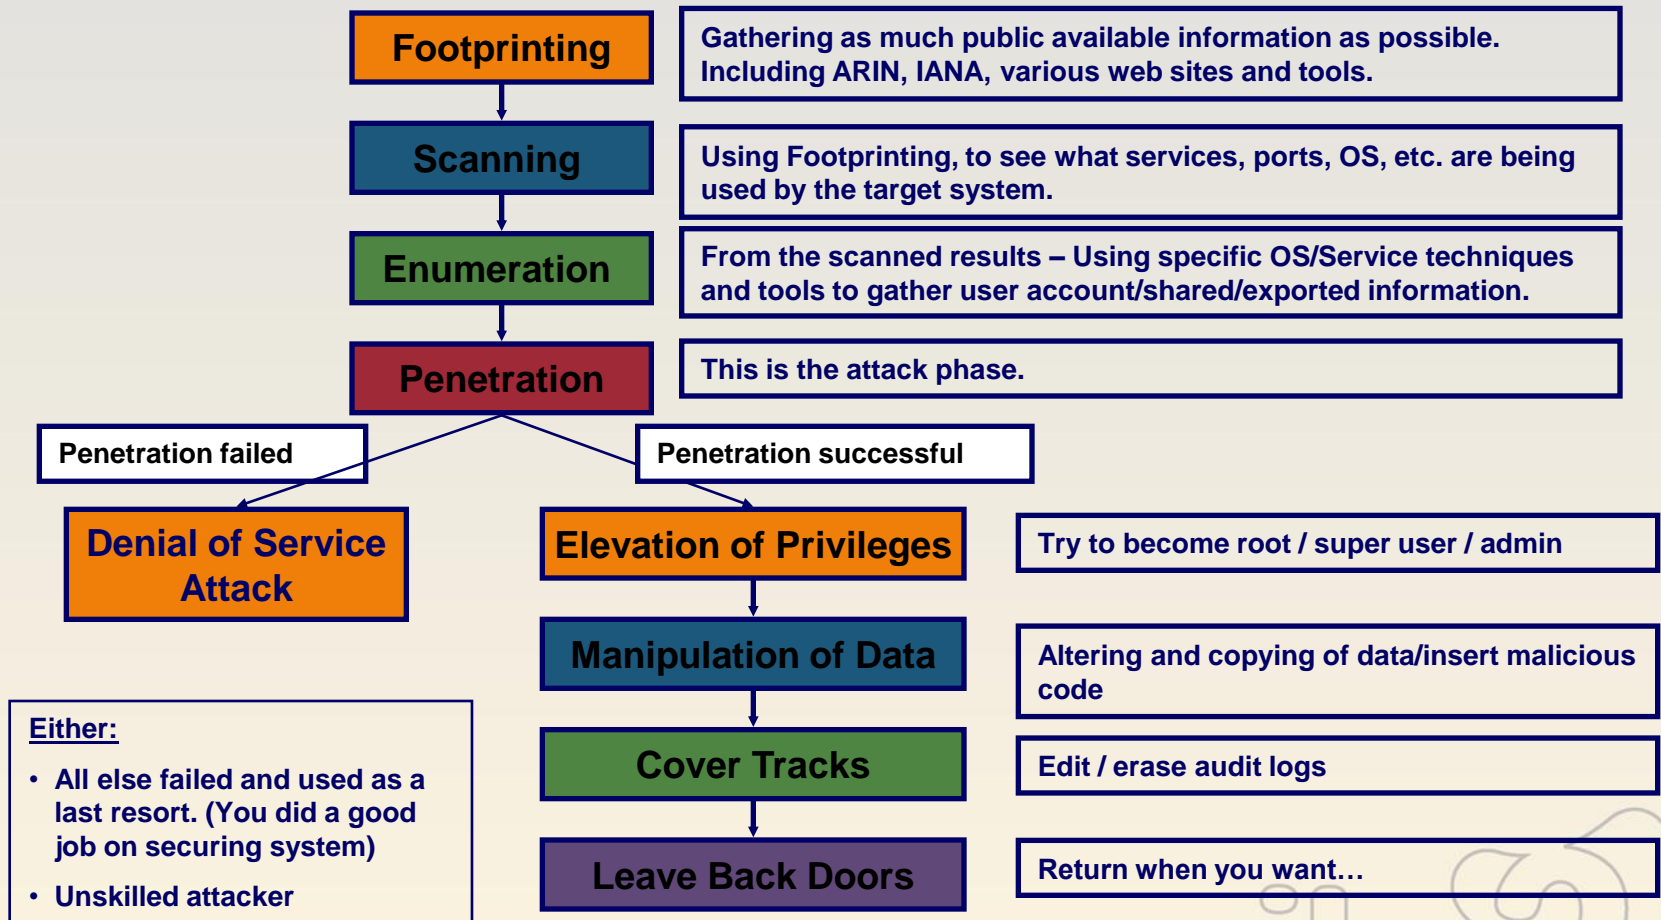 Footprinting
Gathering as much public available information as possible.
Including ARIN, IANA, various web sites and tools.
Scanning
Using Footprinting, to see what services, ports, OS, etc. are being
used by the target system.
Enumeration
From the scanned results – Using specific OS/Service techniques
and tools to gather user account/shared/exported information.
Penetration
This is the attack phase.
Penetration failed
Penetration successful
Denial of Service
Attack
Elevation of Privileges
Try to become root / super user / admin
Manipulation of Data
Altering and copying of data/insert malicious
code
Either:
• All else failed and used as a
last resort. (You did a good
job on securing system)
• Unskilled attacker
Cover Tracks
Edit / erase audit logs
Leave Back Doors
Return when you want…